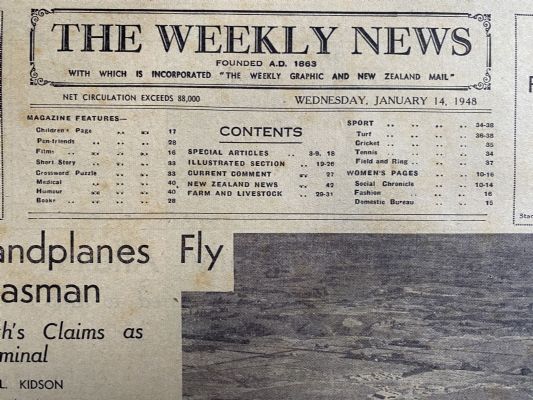 THE WEEKLY NEWS
FOUNDED A.D. 1863
WITH WHICH IS INCORPORATED "THE WEEKLY GRAPHIC AND NEW ZEALAND MAIL"
NET CIRCULATION EXCEEDS 88,000
WEDNESDAY, JANUARY 14, 1948
MAGAZINE FEATURES—
Children's Page .. .. 17
Pen-friends .. .. 28
Films .. .. .. 16
Short Story .. .. 33
Crossword Puzzle .. 33
Medical .. .. .. 40
Humour .. .. .. 40
Books .. .. .. 28
CONTENTS
SPECIAL ARTICLES .. 3-9, 18
ILLUSTRATED SECTION .. 19-26
CURRENT COMMENT .. 27
NEW ZEALAND NEWS .. 42
FARM AND LIVESTOCK .. 29-31
SPORT .. .. .. .. 34-38
Turf .. .. .. .. 36-38
Cricket .. .. .. 35
Tennis .. .. .. 34
Field and Ring .. .. 37
WOMEN'S PAGES .. .. 10-16
Social Chronicle .. .. 10-14
Fashion .. .. .. 16
Domestic Bureau .. .. 15
andplanes Fly
asman
h's Claims as
minal
L. KIDSON